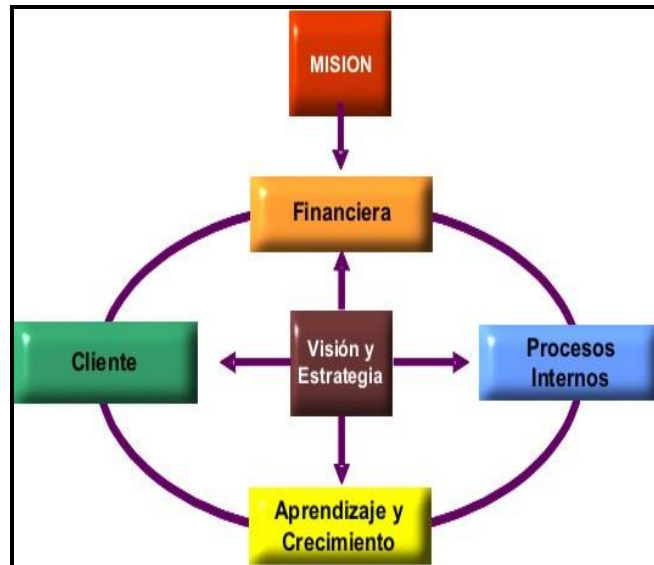 MISION
Financiera
Cliente
Visión y
Estrategia
Procesos
Internos
Aprendizaje y
Crecimiento